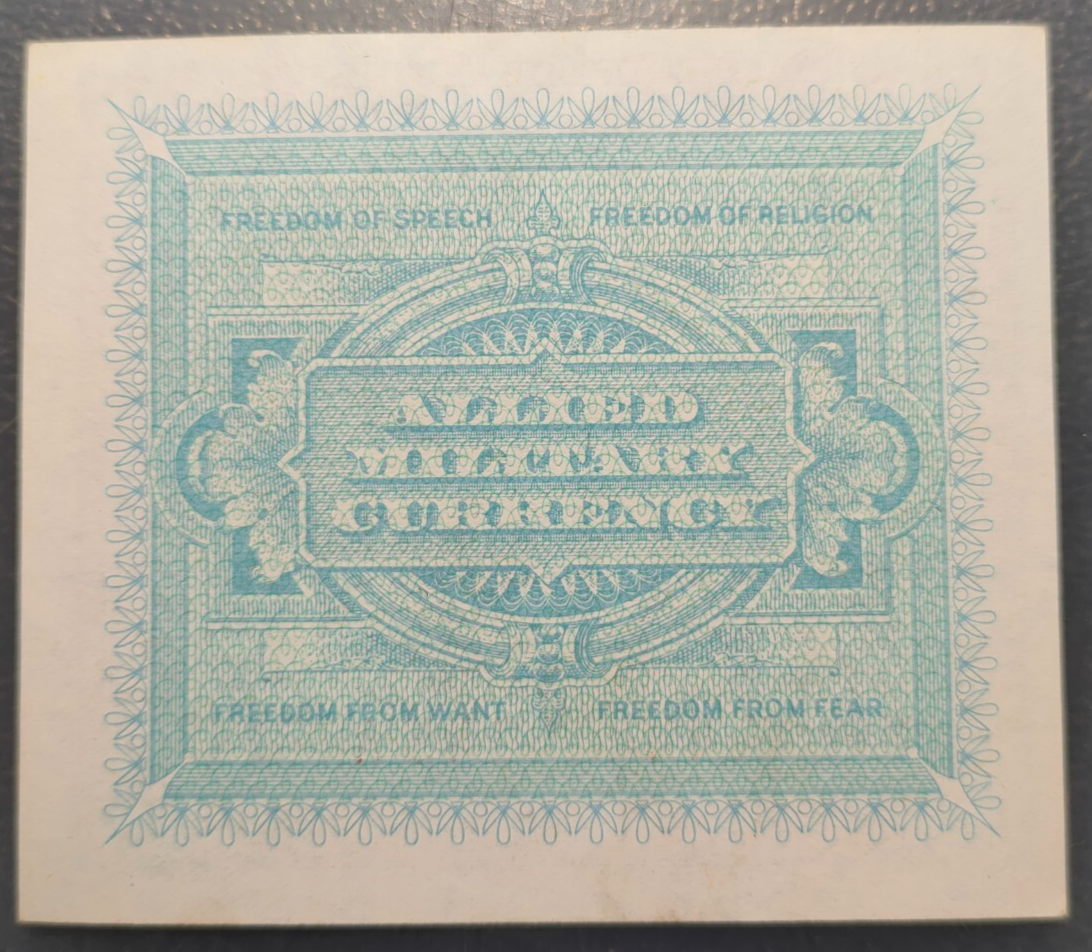 FREEDOM OF SPEECH FREEDOM OF RELIGION
ALLIED
MILITARY
CURRENCY
FREEDOM FROM WANT FREEDOM FROM FEAR